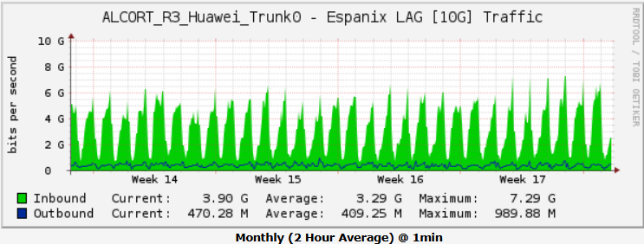 ALCORT_R3_Huawei_Trunk0 - Espanix LAG [10G] Traffic
RRDTOOL / TOBI OETIKER
bits per second
10 G
8 G
6 G
4 G
2 G
0
Week 14 Week 15 Week 16 Week 17
Inbound Current: 3.90 G Average: 3.29 G Maximum: 7.29 G
Outbound Current: 470.28 M Average: 409.25 M Maximum: 989.88 M
Monthly (2 Hour Average) @ 1min